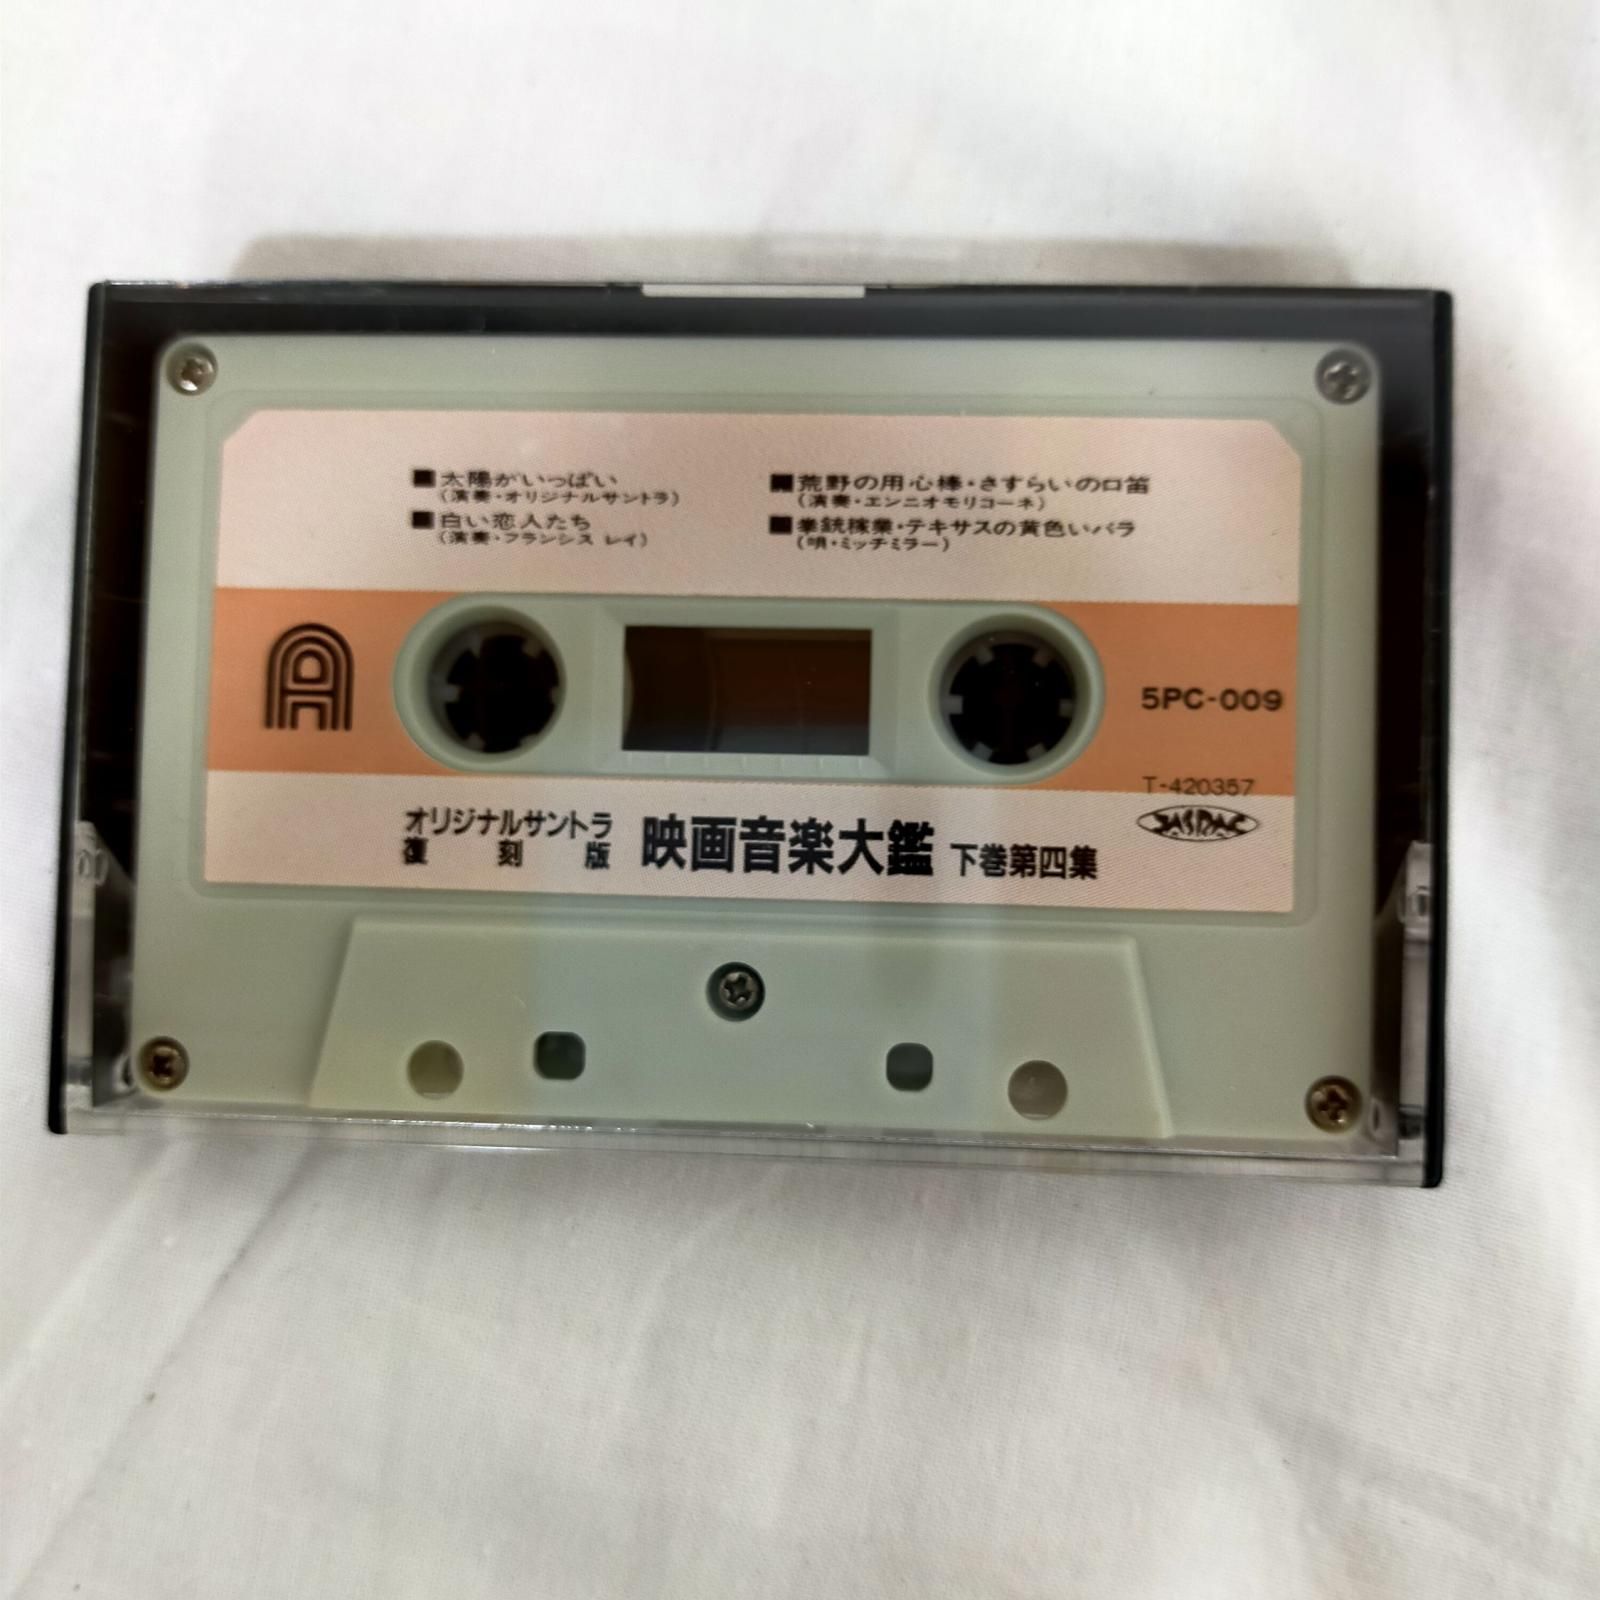 ■太陽がいっぱい
(演奏・オリジナルサントラ)
■白い恋人たち
(演奏・フランシス レイ)
■荒野の用心棒・さすらいの口笛
(演奏・エンニオモリコーネ)
■拳銃稼業・テキサスの黄色いバラ
(唄・ミッチミラー)
A
5PC-009
T-420357
JASRAC
オリジナルサントラ
復刻版
映画音楽大鑑 下巻第四集